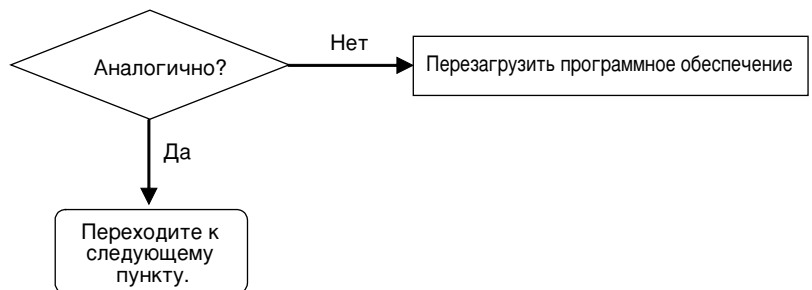 Нет
Аналогично?
Перезагрузить программное обеспечение
Да
Переходите к
следующему
пункту.